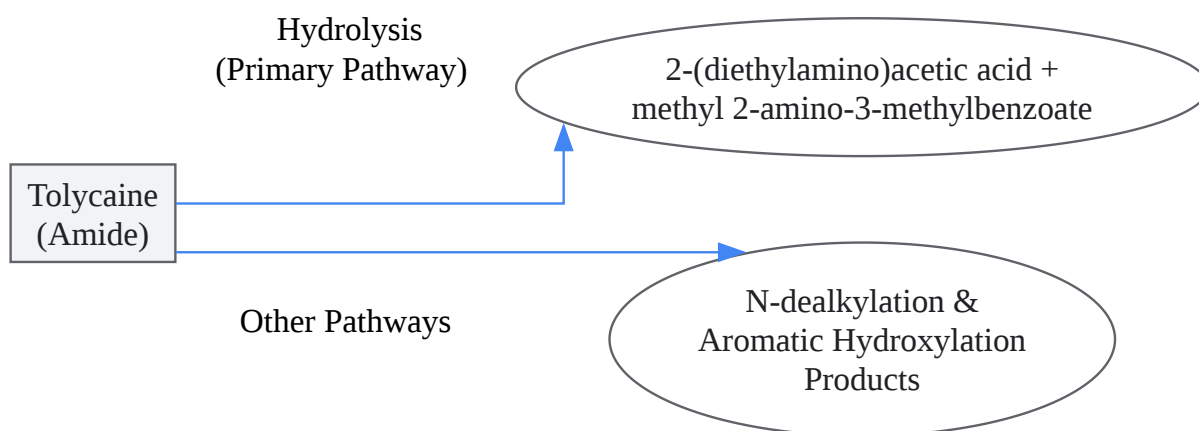 Hydrolysis
(Primary Pathway)
2-(diethylamino)acetic acid +
methyl 2-amino-3-methylbenzoate
Tolycaine
(Amide)
Other Pathways
N-dealkylation &
Aromatic Hydroxylation
Products